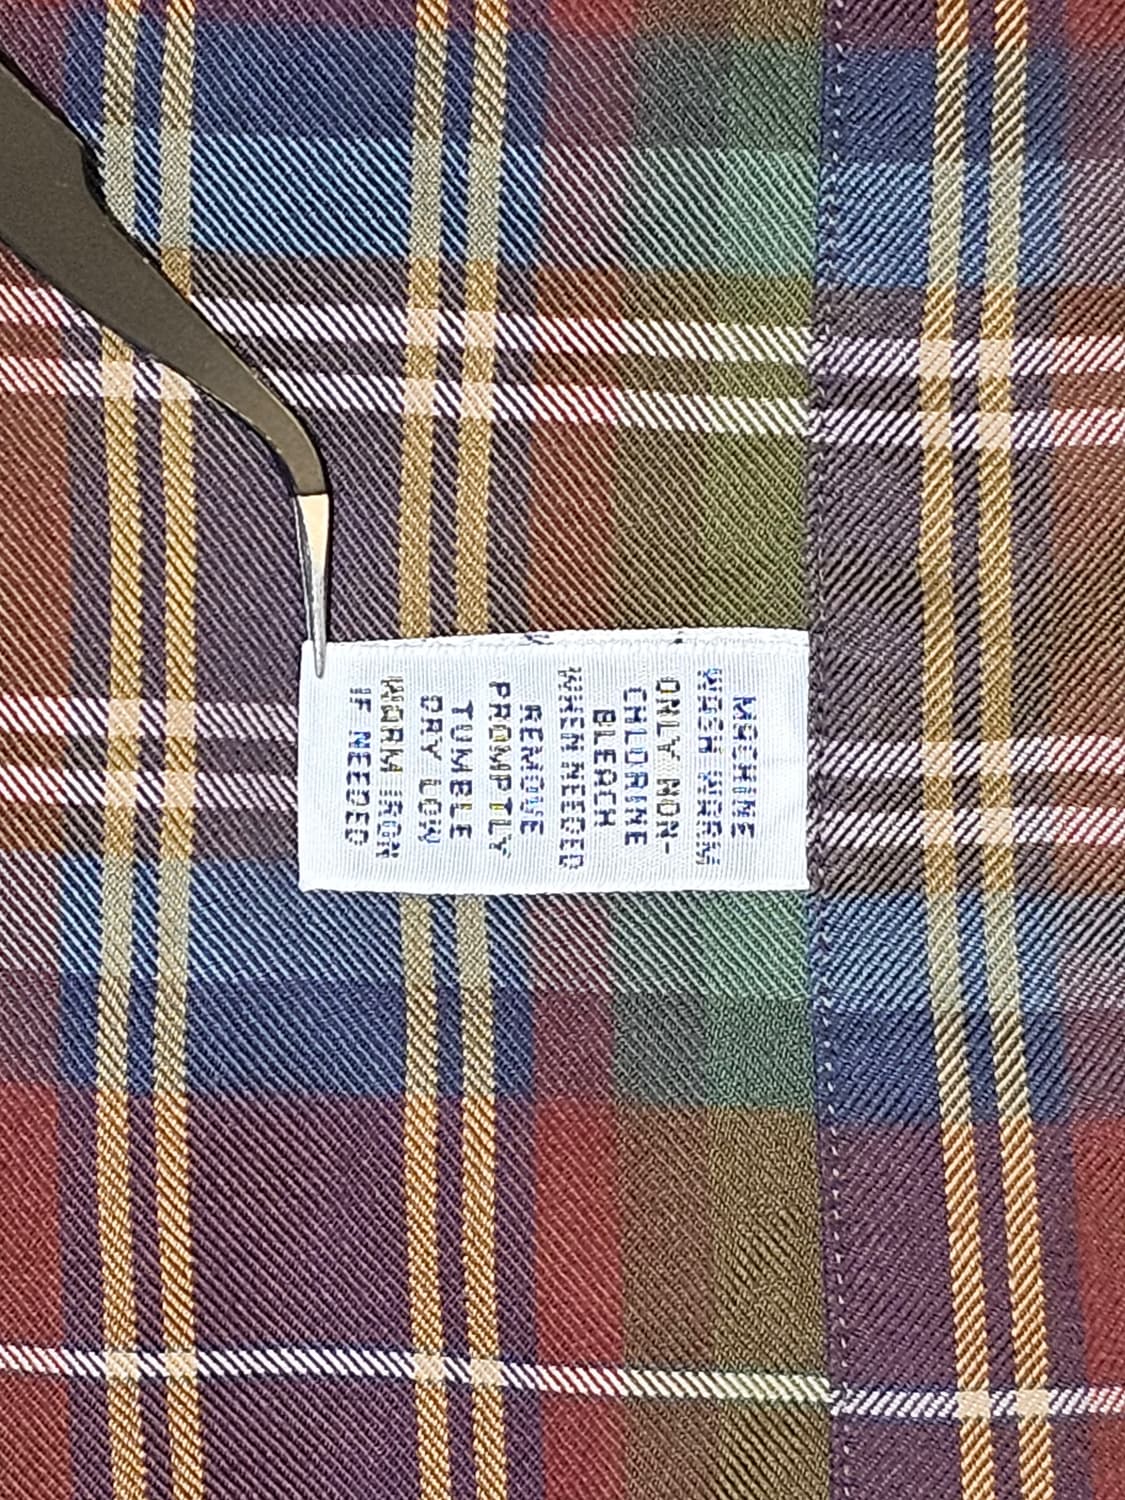 MACHINE
WASH WARM
ONLY NON-
CHLORINE
BLEACH
WHEN NEEDED
REMOVE
PROMPTLY
TUMBLE
DRY LOW
WARM IRON
IF NEEDED